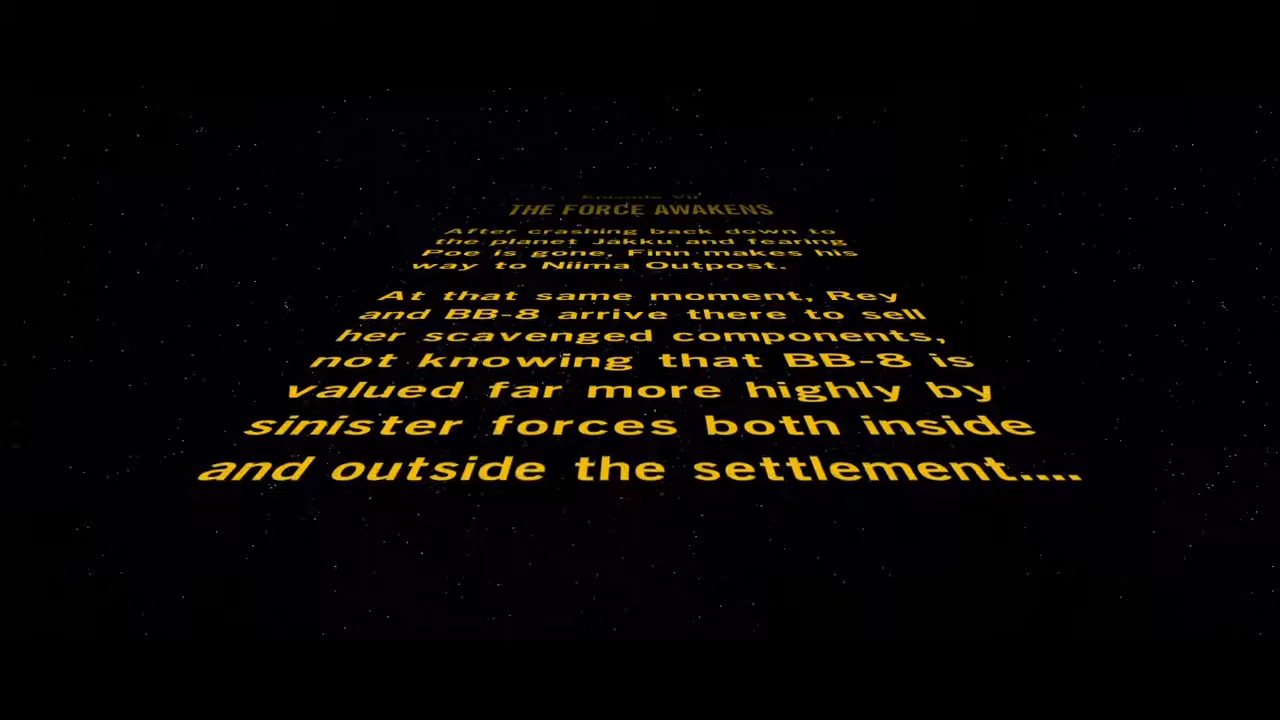 Episode VII
THE FORCE AWAKENS
After crashing back down to
the planet Jakku and fearing
Poe is gone, Finn makes his
way to Niima Outpost.
At that same moment, Rey
and BB-8 arrive there to sell
her scavenged components,
not knowing that BB-8 is
valued far more highly by
sinister forces both inside
and outside the settlement....